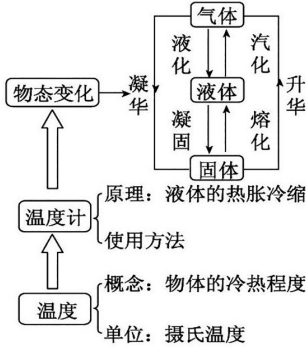 气体
液化
汽化
物态变化
凝华
液体
升华
凝固
熔化
固体
原理：液体的热胀冷缩
温度计
使用方法
概念：物体的冷热程度
温度
单位：摄氏温度